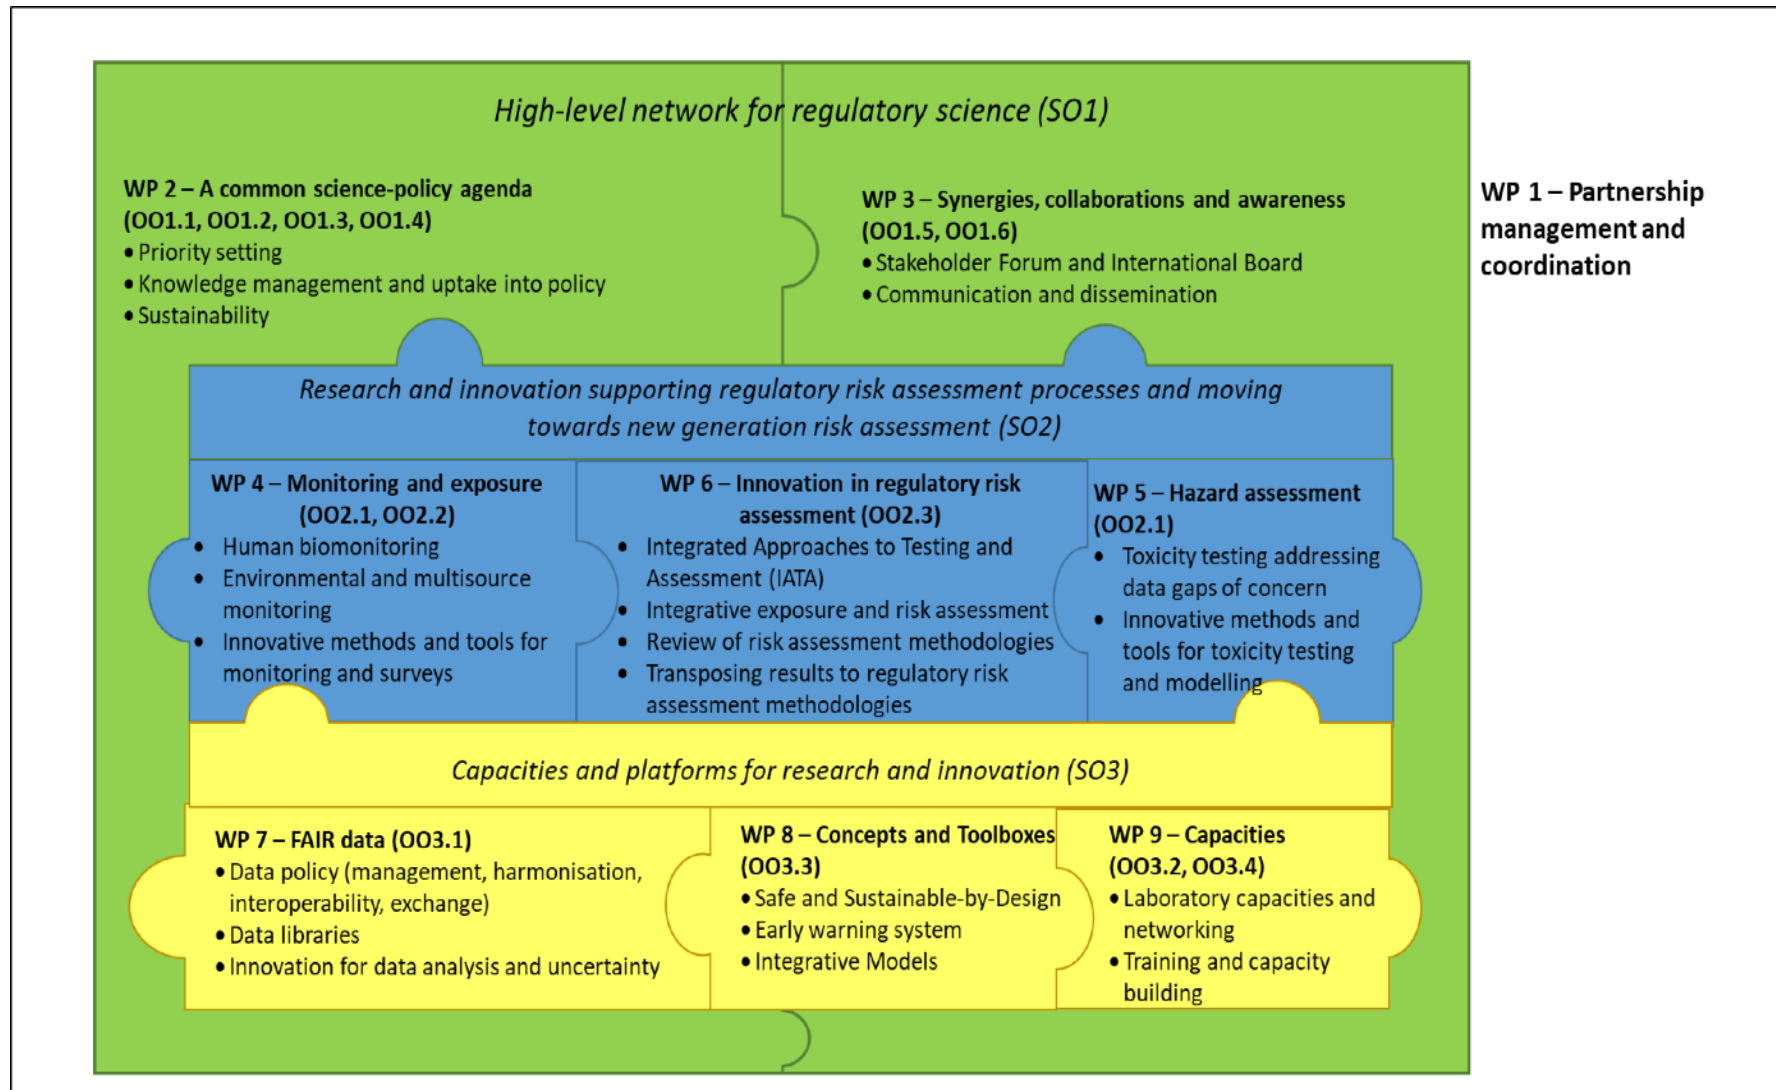 High-level network for regulatory science (SO1)
WP 2 – A common science-policy agenda
(OO1.1, OO1.2, OO1.3, OO1.4)
• Priority setting
• Knowledge management and uptake into policy
• Sustainability
WP 3 – Synergies, collaborations and awareness
(OO1.5, OO1.6)
• Stakeholder Forum and International Board
• Communication and dissemination
WP 1 – Partnership
management and
coordination
Research and innovation supporting regulatory risk assessment processes and moving
towards new generation risk assessment (SO2)
WP 4 – Monitoring and exposure
(OO2.1, OO2.2)
• Human biomonitoring
• Environmental and multisource
monitoring
• Innovative methods and tools for
monitoring and surveys
WP 6 – Innovation in regulatory risk
assessment (OO2.3)
• Integrated Approaches to Testing and
Assessment (IATA)
• Integrative exposure and risk assessment
• Review of risk assessment methodologies
• Transposing results to regulatory risk
assessment methodologies
WP 5 – Hazard assessment
(OO2.1)
• Toxicity testing addressing
data gaps of concern
• Innovative methods and
tools for toxicity testing
and modelling
Capacities and platforms for research and innovation (SO3)
WP 7 – FAIR data (OO3.1)
• Data policy (management, harmonisation,
interoperability, exchange)
• Data libraries
• Innovation for data analysis and uncertainty
WP 8 – Concepts and Toolboxes
(OO3.3)
• Safe and Sustainable-by-Design
• Early warning system
• Integrative Models
WP 9 – Capacities
(OO3.2, OO3.4)
• Laboratory capacities and
networking
• Training and capacity
building